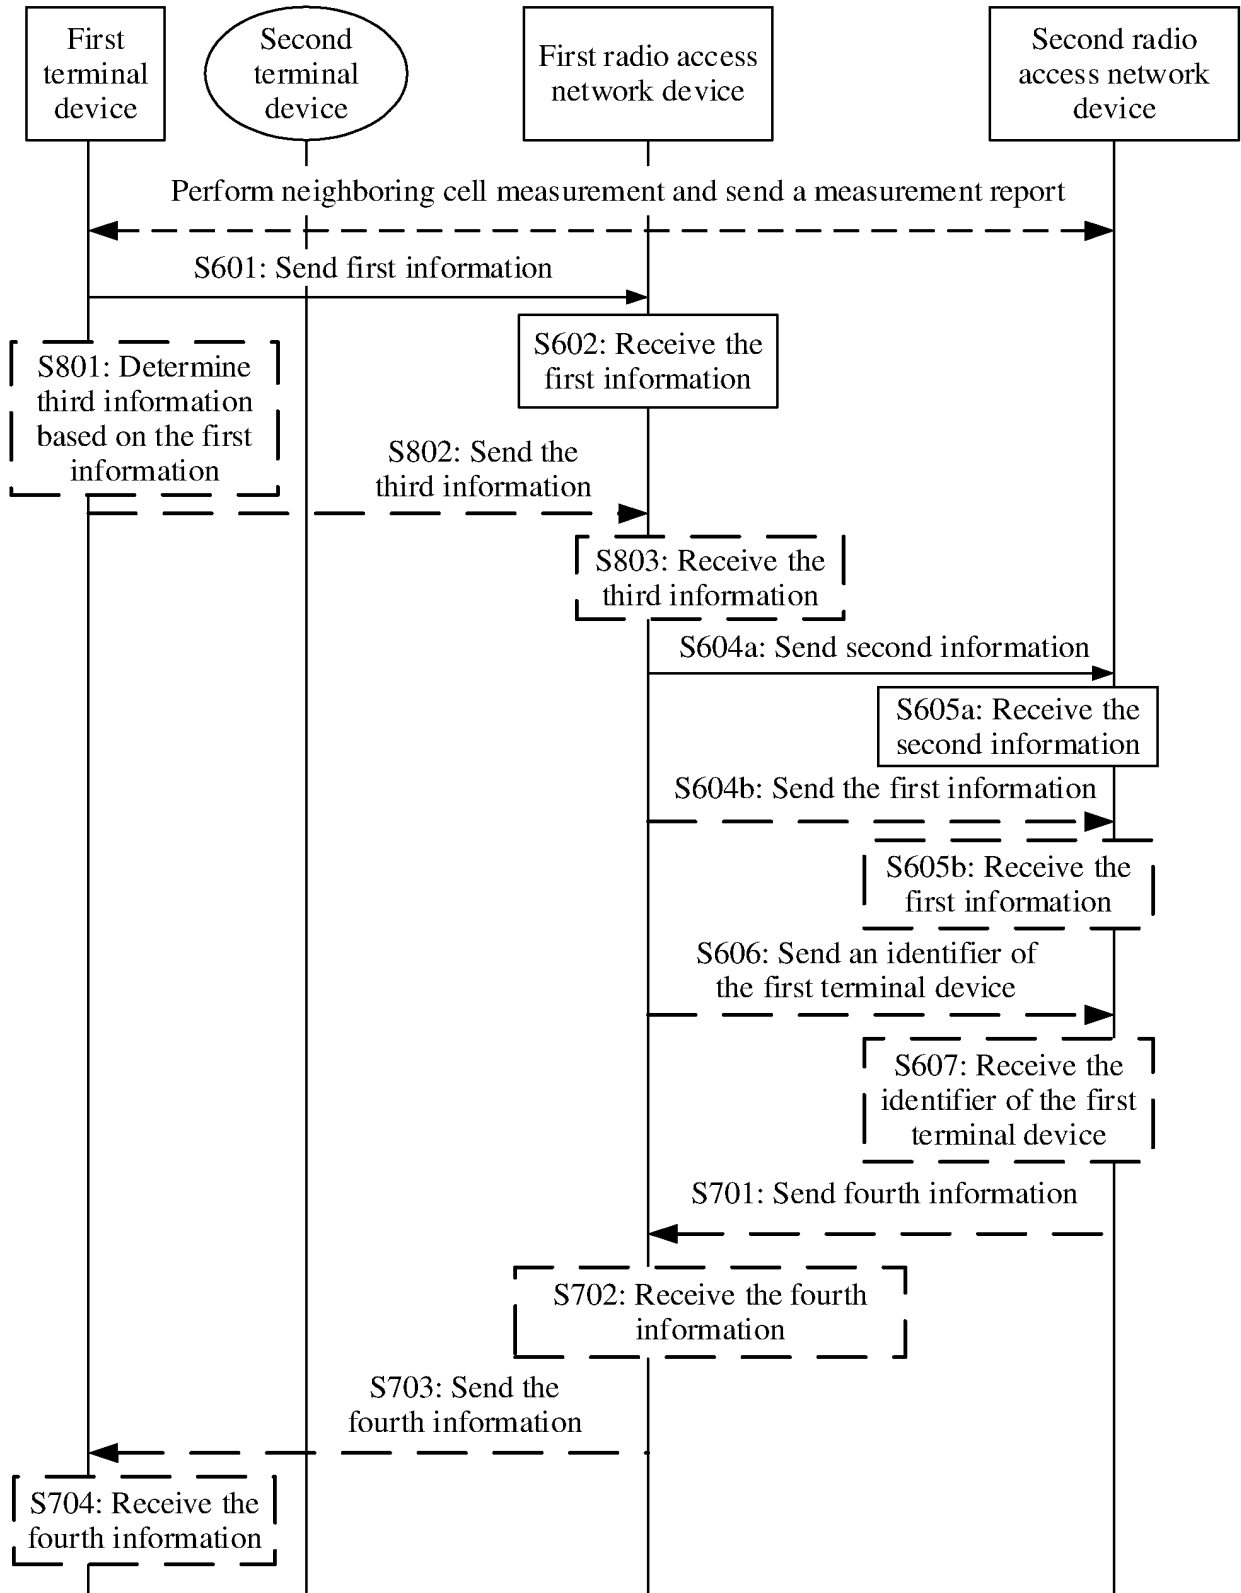 First
terminal
device
Second
terminal
device
First radio access
network device
Second radio
access network
device
Perform neighboring cell measurement and send a measurement report
S601: Send first information
S602: Receive the
first information
S801: Determine
third information
based on the first
information
S802: Send the
third information
S803: Receive the
third information
S604a: Send second information
S605a: Receive the
second information
S604b: Send the first information
S605b: Receive the
first information
S606: Send an identifier of
the first terminal device
S607: Receive the
identifier of the first
terminal device
S701: Send fourth information
S702: Receive the fourth
information
S703: Send the
fourth information
S704: Receive the
fourth information